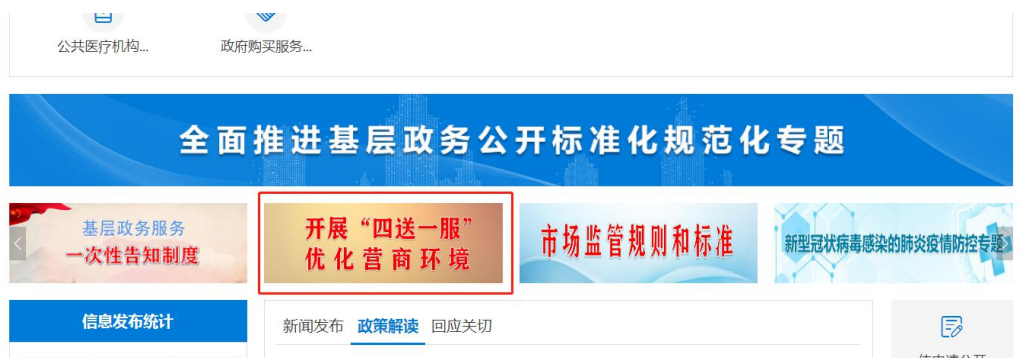 公共医疗机构...
政府购买服务...
全面推进基层政务公开标准化规范化专题
基层政务服务
一次性告知制度
开展“四送一服”
优化营商环境
市场监管规则和标准
新型冠状病毒感染的肺炎疫情防控专题
信息发布统计
新闻发布 政策解读 回应关切
依申请公开